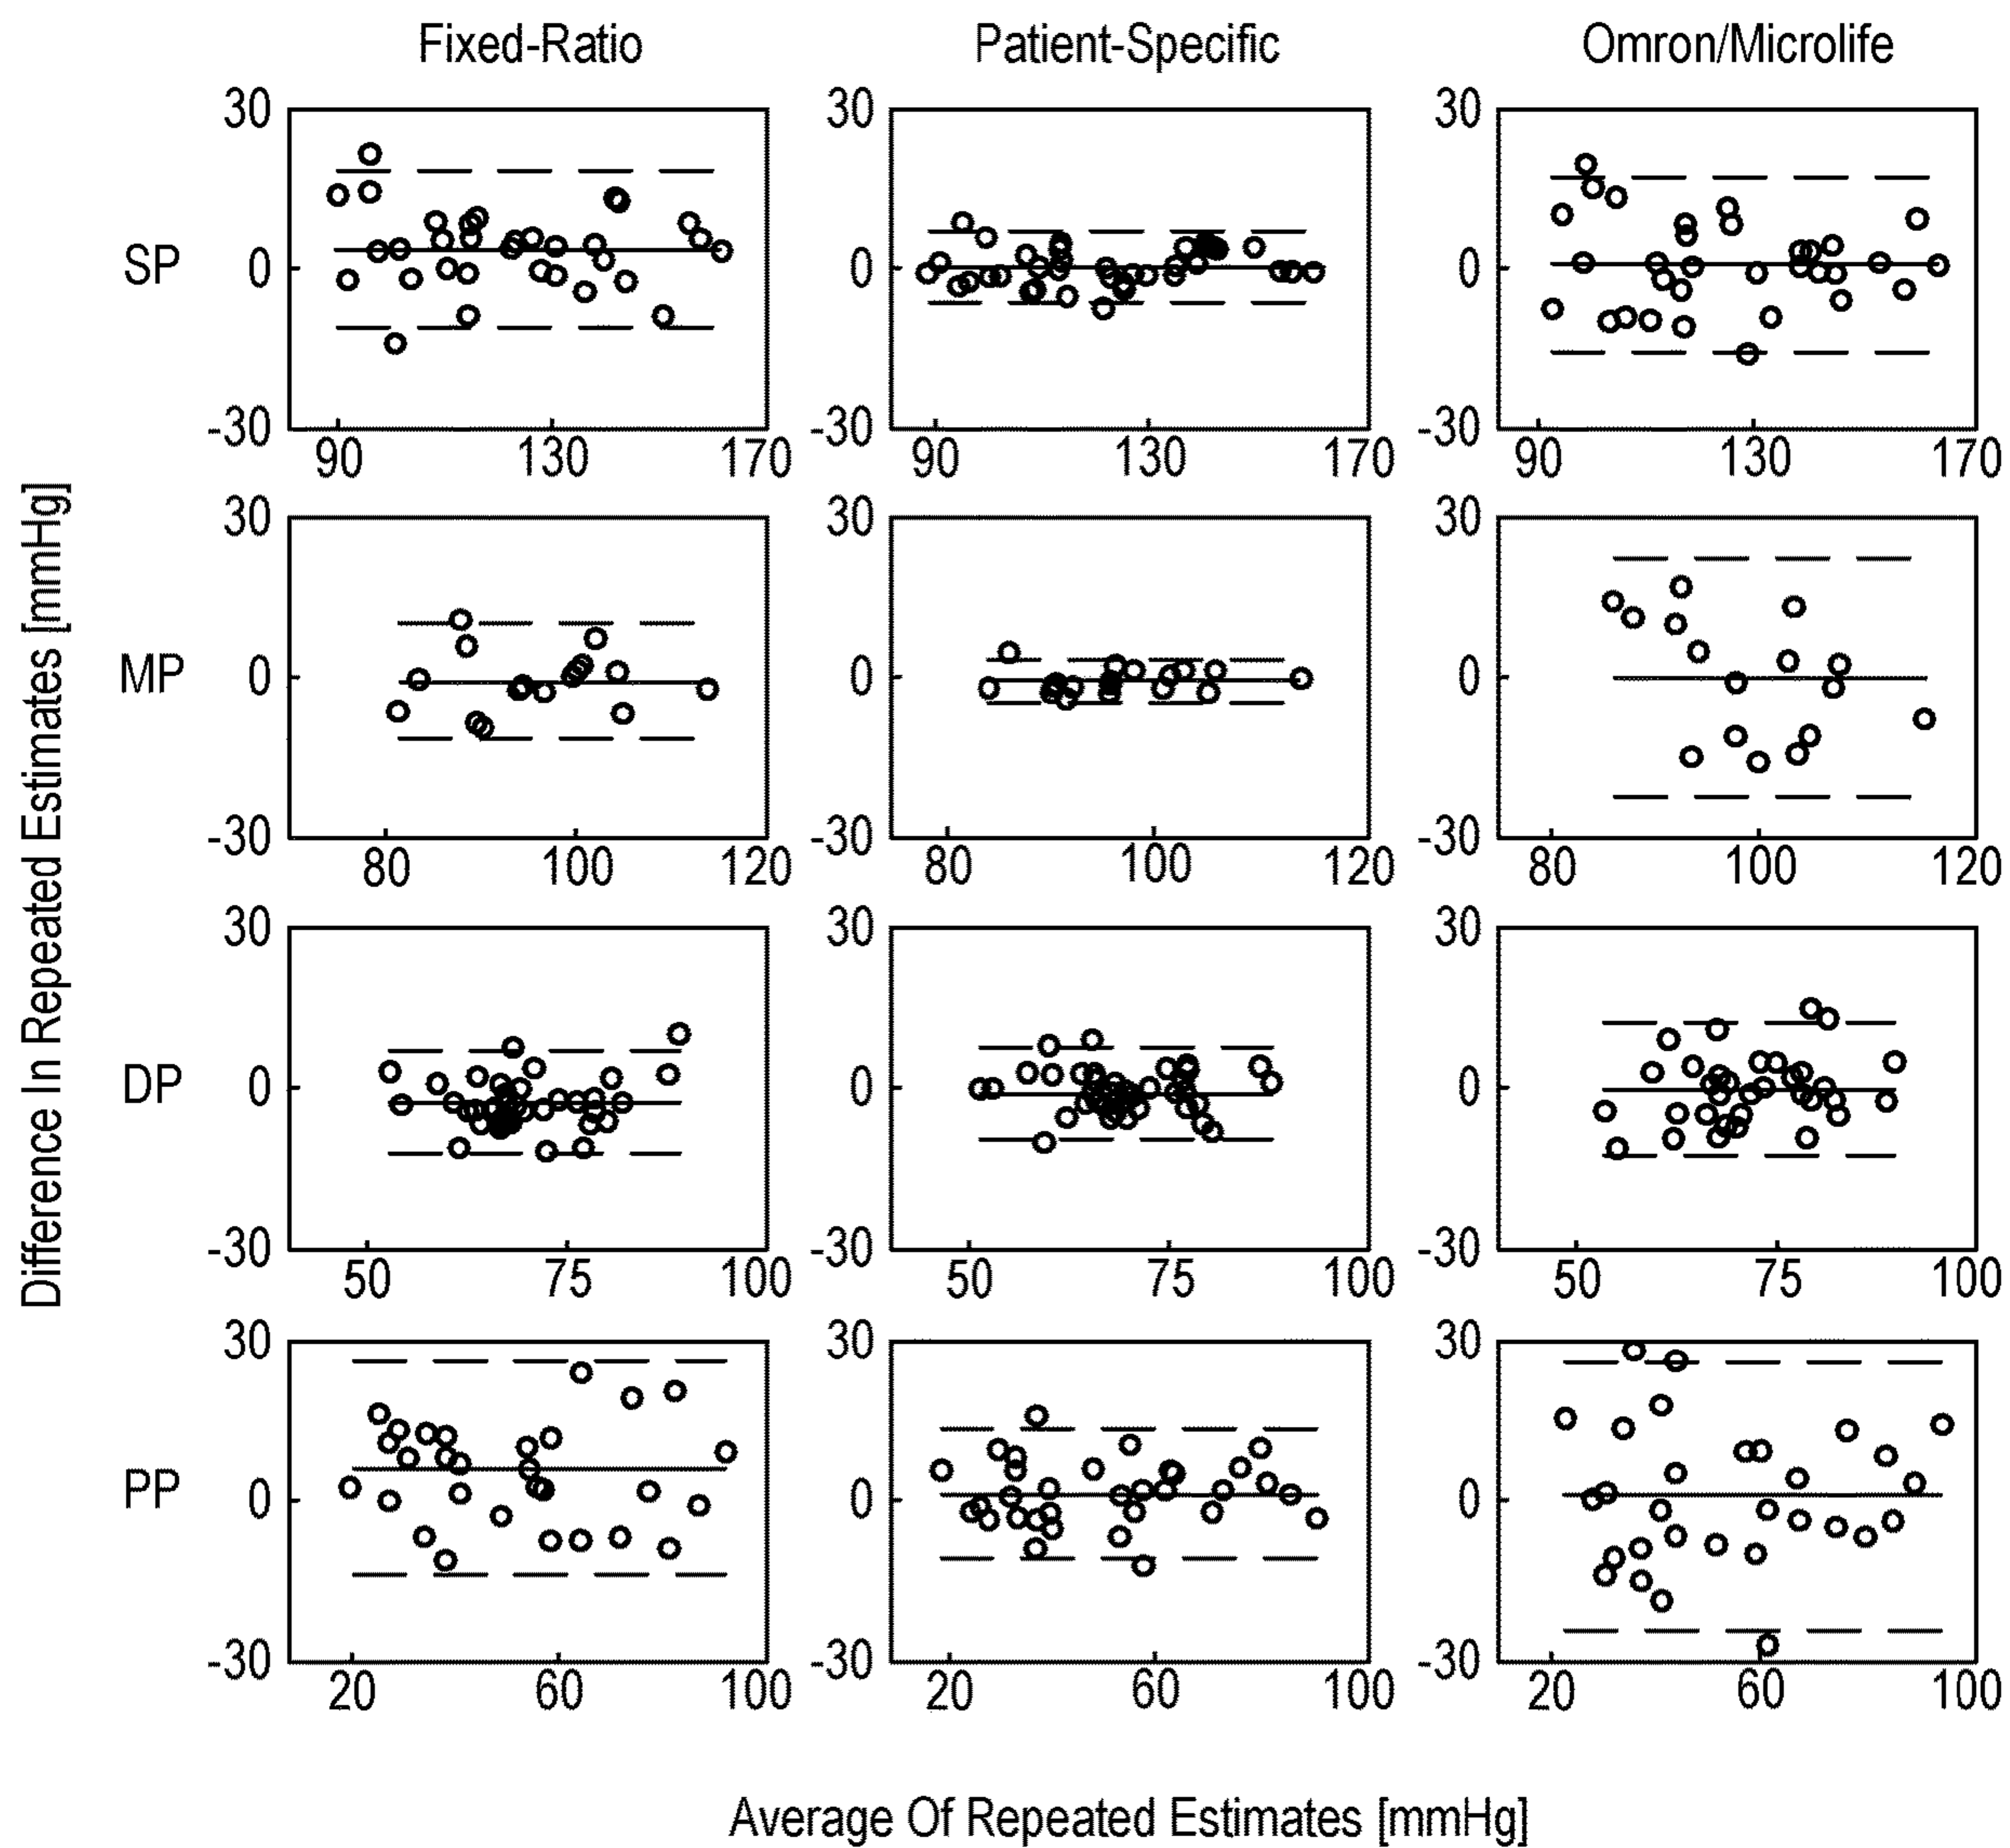 Fixed-Ratio
Patient-Specific
Omron/Microlife
Difference In Repeated Estimates [mmHg]
SP
30
0
-30
90 130 170
30
0
-30
90 130 170
30
0
-30
90 130 170
MP
30
0
-30
80 100 120
30
0
-30
80 100 120
30
0
-30
80 100 120
DP
30
0
-30
50 75 100
30
0
-30
50 75 100
30
0
-30
50 75 100
PP
30
0
-30
20 60 100
30
0
-30
20 60 100
30
0
-30
20 60 100
Average Of Repeated Estimates [mmHg]